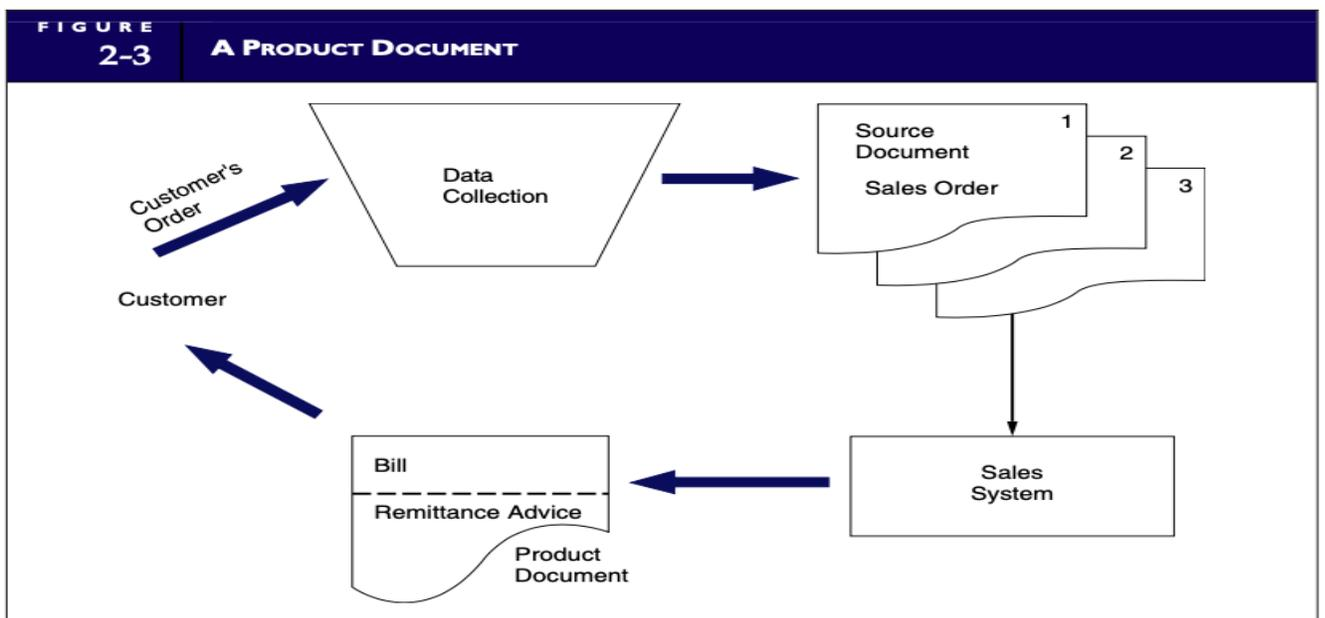 FIGURE
2-3
A PRODUCT DOCUMENT
Customer's
Order
Data
Collection
Source
Document
Sales Order
1
2
3
Customer
Bill
Remittance Advice
Product
Document
Sales
System